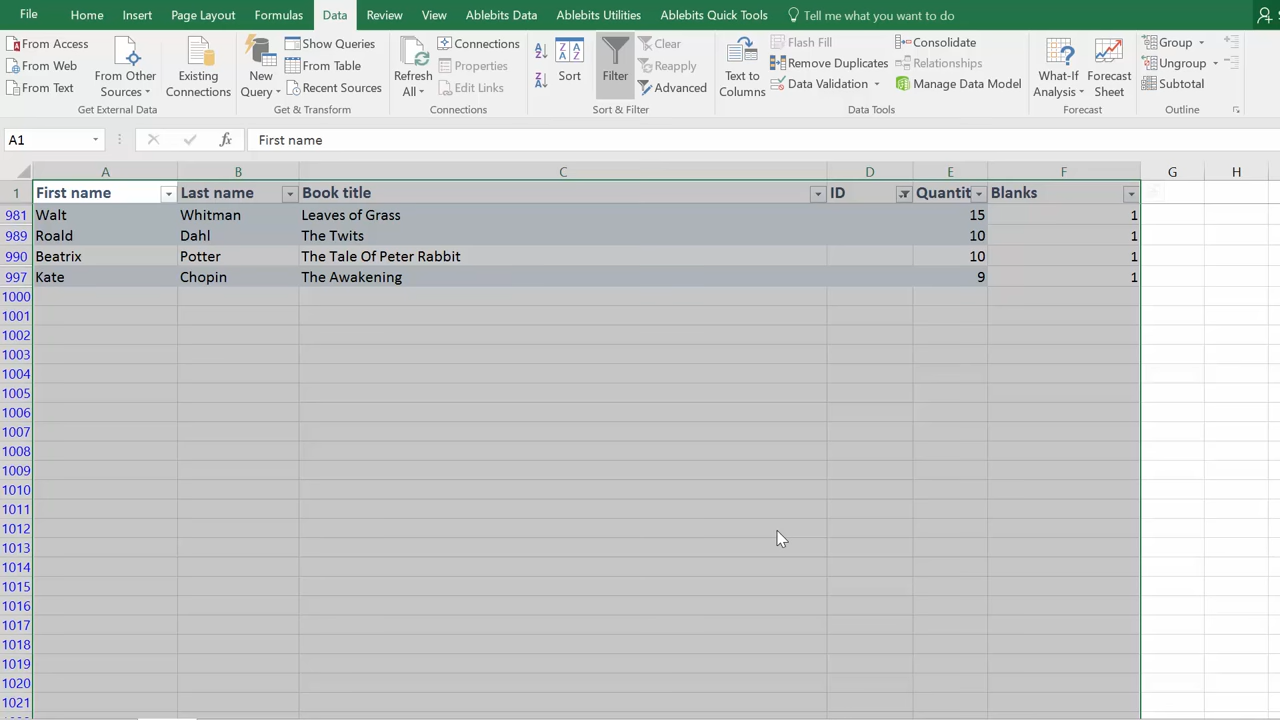 File Home Insert Page Layout Formulas Data Review View Ablebits Data Ablebits Utilities Ablebits Quick Tools Tell me what you want to do
From Access
From Web
From Text
From Other Sources
Existing Connections
Get External Data
New Query
Show Queries
From Table
Recent Sources
Get & Transform
Refresh All
Connections
Properties
Edit Links
Connections
Sort
Filter
Clear
Reapply
Advanced
Sort & Filter
Text to Columns
Flash Fill
Remove Duplicates
Data Validation
Consolidate
Relationships
Manage Data Model
Data Tools
What-If Analysis
Forecast Sheet
Forecast
Group
Ungroup
Subtotal
Outline
A1 fx First name
A B C D E F G H
1 First name Last name Book title ID Quantit Blanks
981 Walt Whitman Leaves of Grass 15 1
989 Roald Dahl The Twits 10 1
990 Beatrix Potter The Tale Of Peter Rabbit 10 1
997 Kate Chopin The Awakening 9 1
1000
1001
1002
1003
1004
1005
1006
1007
1008
1009
1010
1011
1012
1013
1014
1015
1016
1017
1018
1019
1020
1021